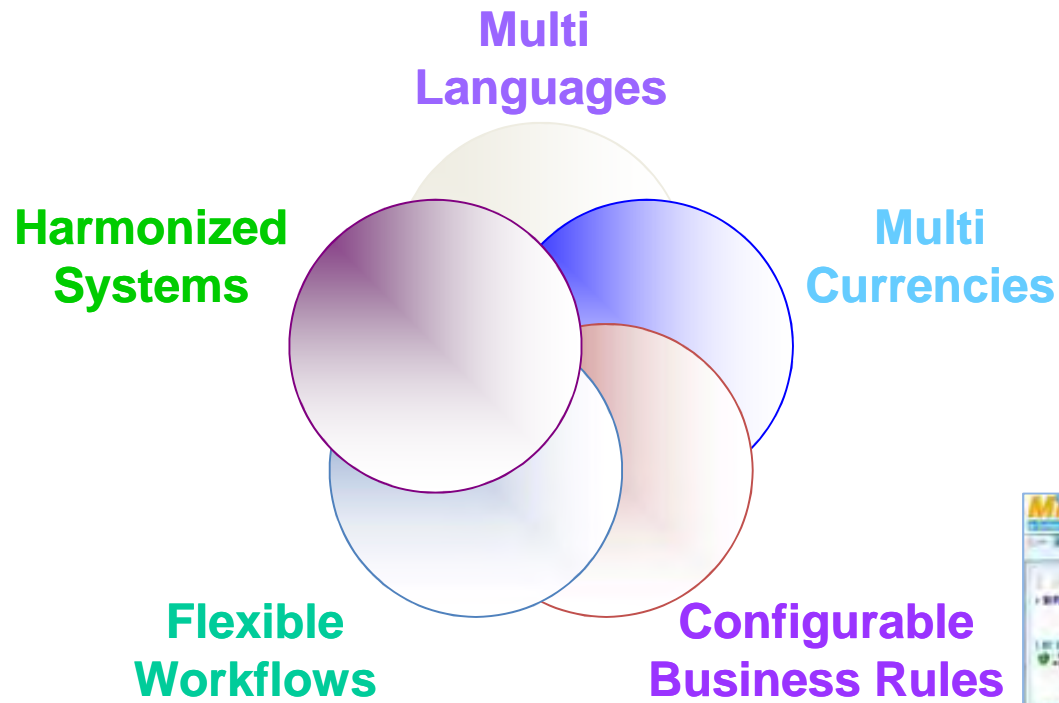 Multi
Languages
Harmonized
Systems
Multi
Currencies
Flexible
Workflows
Configurable
Business Rules